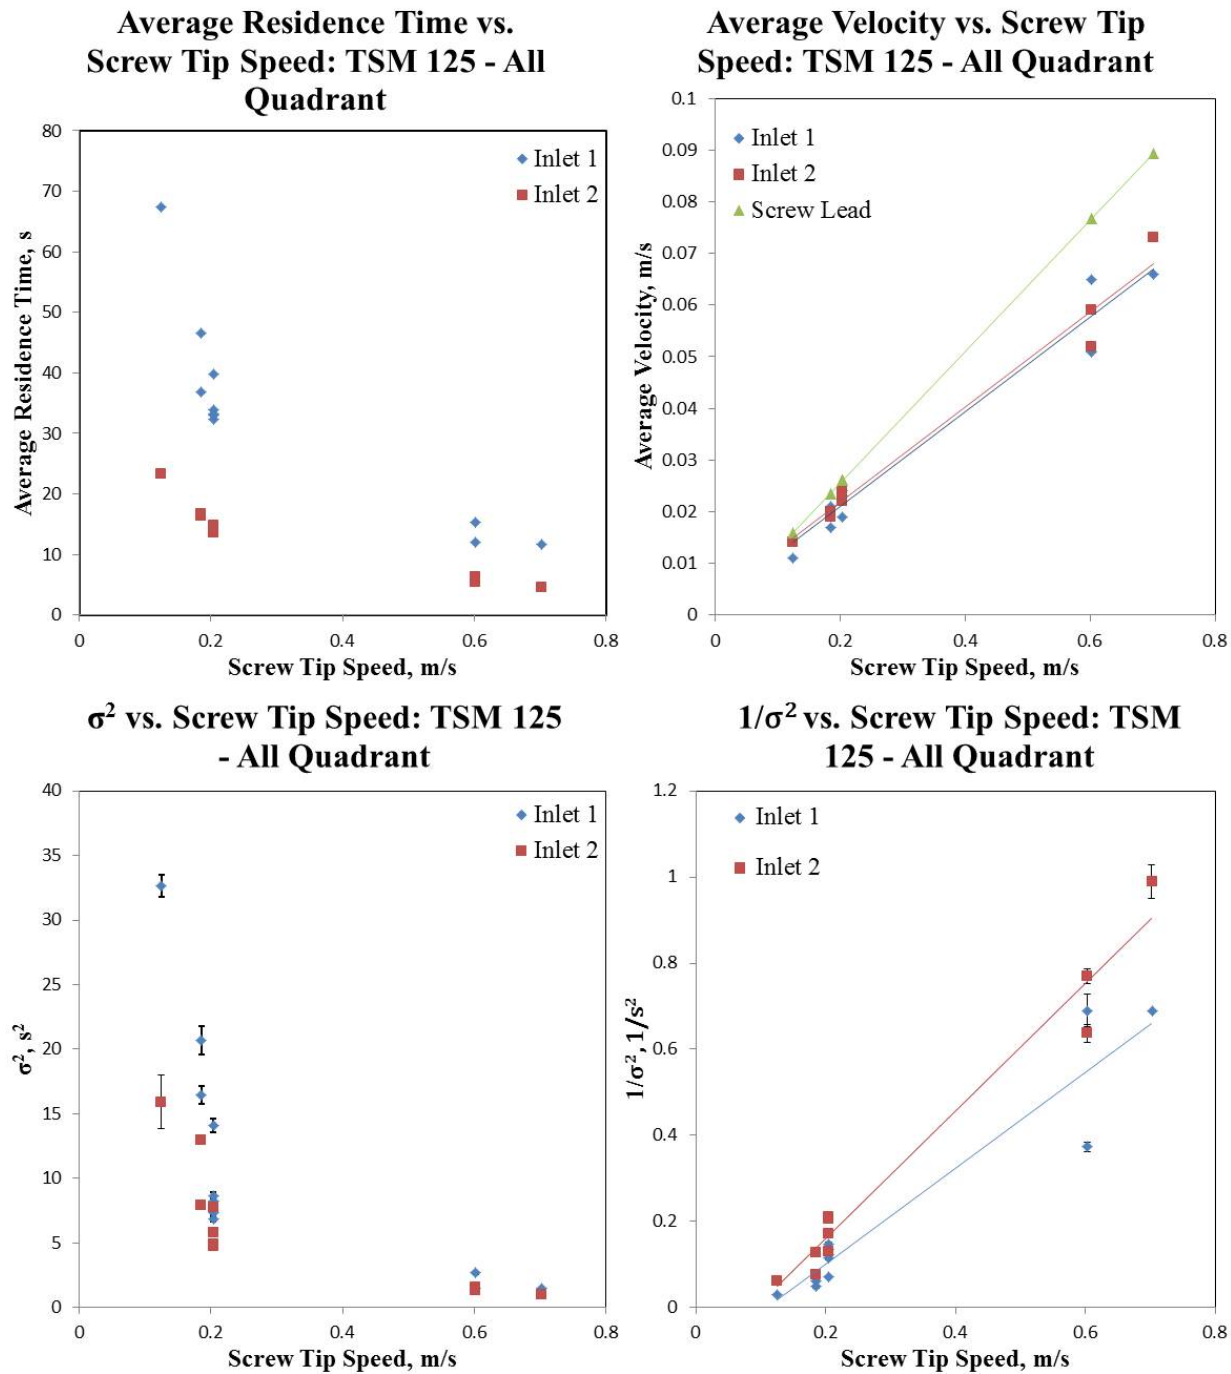 Average Residence Time vs.
Screw Tip Speed: TSM 125 - All
Quadrant
80
70
60
50
40
30
20
10
0
Average Residence Time, s
Inlet 1
Inlet 2
0 0.2 0.4 0.6 0.8
Screw Tip Speed, m/s
Average Velocity vs. Screw Tip
Speed: TSM 125 - All Quadrant
0.1
0.09
0.08
0.07
0.06
0.05
0.04
0.03
0.02
0.01
0
Average Velocity, m/s
Inlet 1
Inlet 2
Screw Lead
0 0.2 0.4 0.6 0.8
Screw Tip Speed, m/s
σ² vs. Screw Tip Speed: TSM 125
- All Quadrant
40
35
30
25
20
15
10
5
0
σ², s²
Inlet 1
Inlet 2
0 0.2 0.4 0.6 0.8
Screw Tip Speed, m/s
1/σ² vs. Screw Tip Speed: TSM
125 - All Quadrant
1.2
1
0.8
0.6
0.4
0.2
0
1/σ², 1/s²
Inlet 1
Inlet 2
0 0.2 0.4 0.6 0.8
Screw Tip Speed, m/s